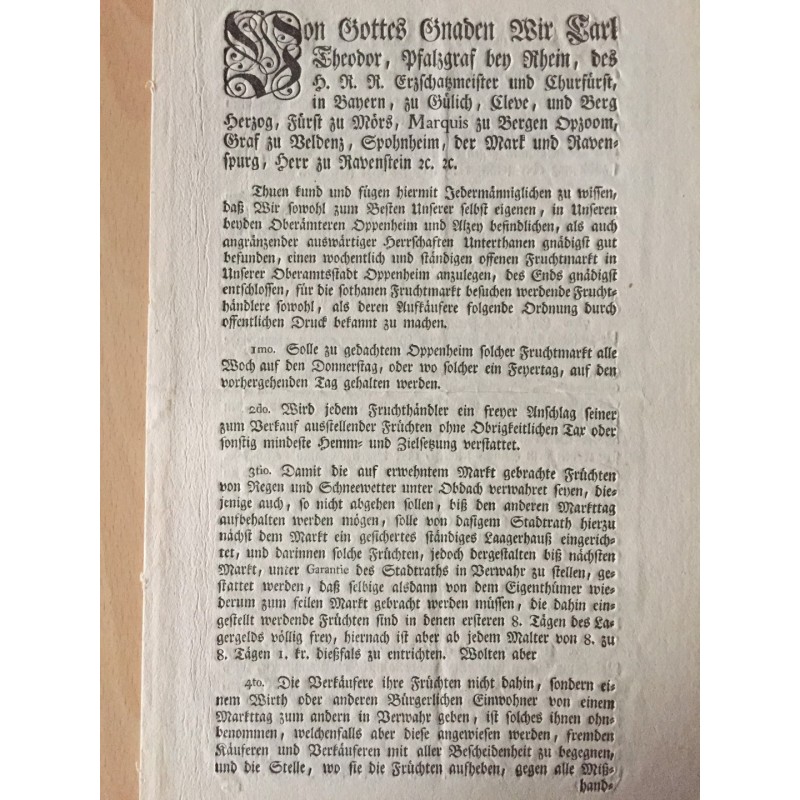 Von Gottes Gnaden Wir Carl
Theodor, Pfalzgraf bey Rhein, des
H. R. R. Erzschatzmeister und Churfürst,
in Bayern, zu Gülich, Cleve, und Berg
Herzog, Fürst zu Mörs, Marquis zu Bergen Opzoom,
Graf zu Veldenz, Spohnheim, der Mark und Raven-
spurg, Herr zu Ravenstein ꝛc. ꝛc.
Thuen kund und fügen hiermit Jedermänniglichen zu wissen,
daß Wir sowohl zum Besten Unserer selbst eigenen, in Unseren
beyden Oberämteren Oppenheim und Alzey befindlichen, als auch
angränzender auswärtiger Herrschaften Unterthanen gnädigst gut
befunden, einen wochentlich und ständigen offenen Fruchtmarkt in
Unserer Oberamtsstadt Oppenheim anzulegen, des Ends gnädigst
entschlossen, für die sothanen Fruchtmarkt besuchen werdende Frucht-
händlere sowohl, als deren Aufkäufere folgende Ordnung durch
offentlichen Druck bekannt zu machen.
1mo. Solle zu gedachtem Oppenheim solcher Fruchtmarkt alle
Woch auf den Donnerstag, oder wo solcher ein Feyertag, auf den
vorhergehenden Tag gehalten werden.
2do. Wird jedem Fruchthändler ein freyer Anschlag seiner
zum Verkauf ausstellender Früchten ohne Obrigkeitlichen Tax oder
sonstig mindeste Hemm- und Zielsetzung verstattet.
3tio. Damit die auf erwehntem Markt gebrachte Früchten
von Regen und Schneewetter unter Obdach verwahret seyen, die-
jenige auch, so nicht abgehen sollen, biß den anderen Markttag
aufbehalten werden mögen, solle von dasigem Stadtrath hierzu
nächst dem Markt ein gesichertes ständiges Laagerhauß eingerich-
tet, und darinnen solche Früchten, jedoch dergestalten biß nächsten
Markt, unter Garantie des Stadtraths in Verwahr zu stellen, ge-
stattet werden, daß selbige alsdann von dem Eigenthümer wie-
derum zum feilen Markt gebracht werden müssen, die dahin ein-
gestellt werdende Früchten sind in denen ersteren 8. Tägen des La-
gergelds völlig frey, hiernach ist aber ab jedem Malter von 8. zu
8. Tägen 1. kr. dießfals zu entrichten. Wolten aber
4to. Die Verkäufere ihre Früchten nicht dahin, sondern ei-
nem Wirth oder anderen Bürgerlichen Einwohner von einem
Markttag zum andern in Verwahr geben, ist solches ihnen ohn-
benommen, welchenfalls aber diese angewiesen werden, fremden
Käuferen und Verkäuferen mit aller Bescheidenheit zu begegnen,
und die Stelle, wo sie die Früchten aufheben, gegen alle Miß-
hand-